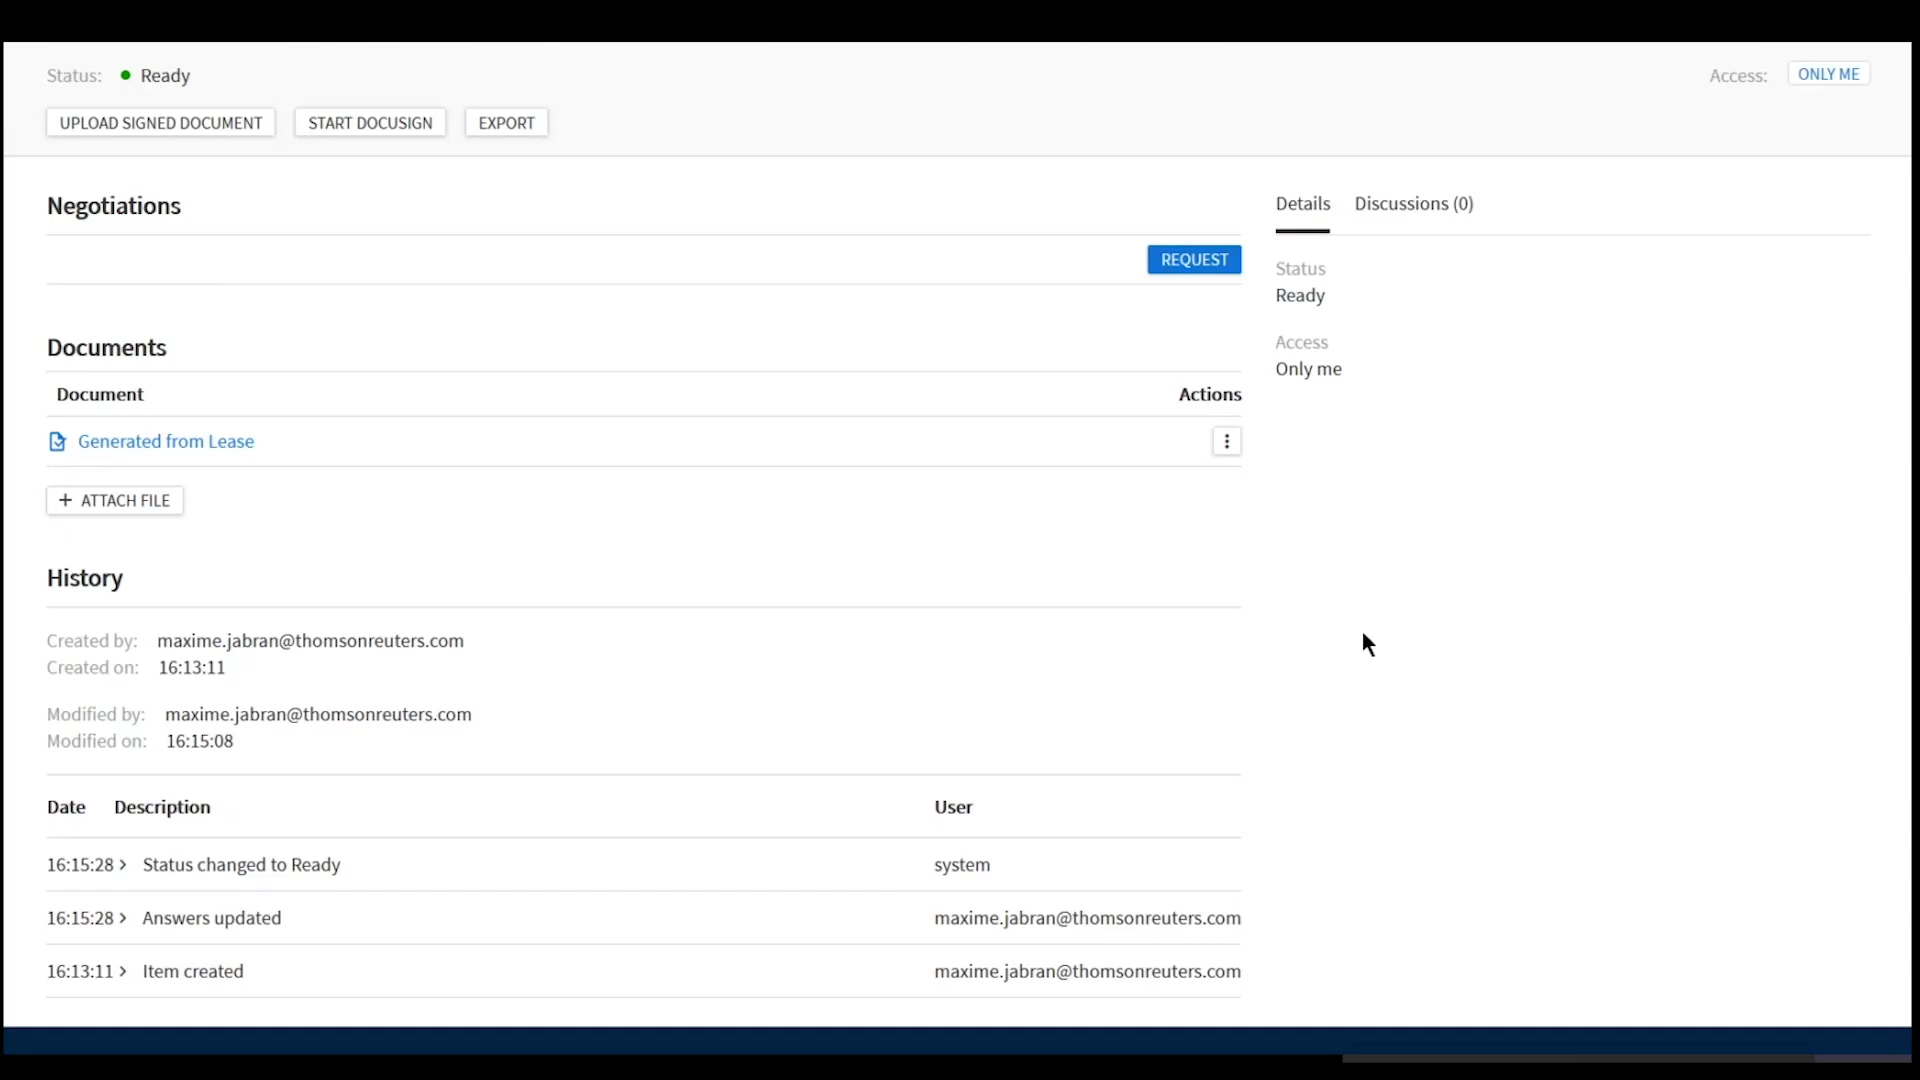 Status: Ready
Access: ONLY ME
UPLOAD SIGNED DOCUMENT START DOCUSIGN EXPORT
Negotiations
REQUEST
Documents
Document Actions
Generated from Lease
+ ATTACH FILE
History
Created by: maxime.jabran@thomsonreuters.com
Created on: 16:13:11
Modified by: maxime.jabran@thomsonreuters.com
Modified on: 16:15:08
Date Description User
16:15:28 > Status changed to Ready system
16:15:28 > Answers updated maxime.jabran@thomsonreuters.com
16:13:11 > Item created maxime.jabran@thomsonreuters.com
Details Discussions (0)
Status
Ready
Access
Only me